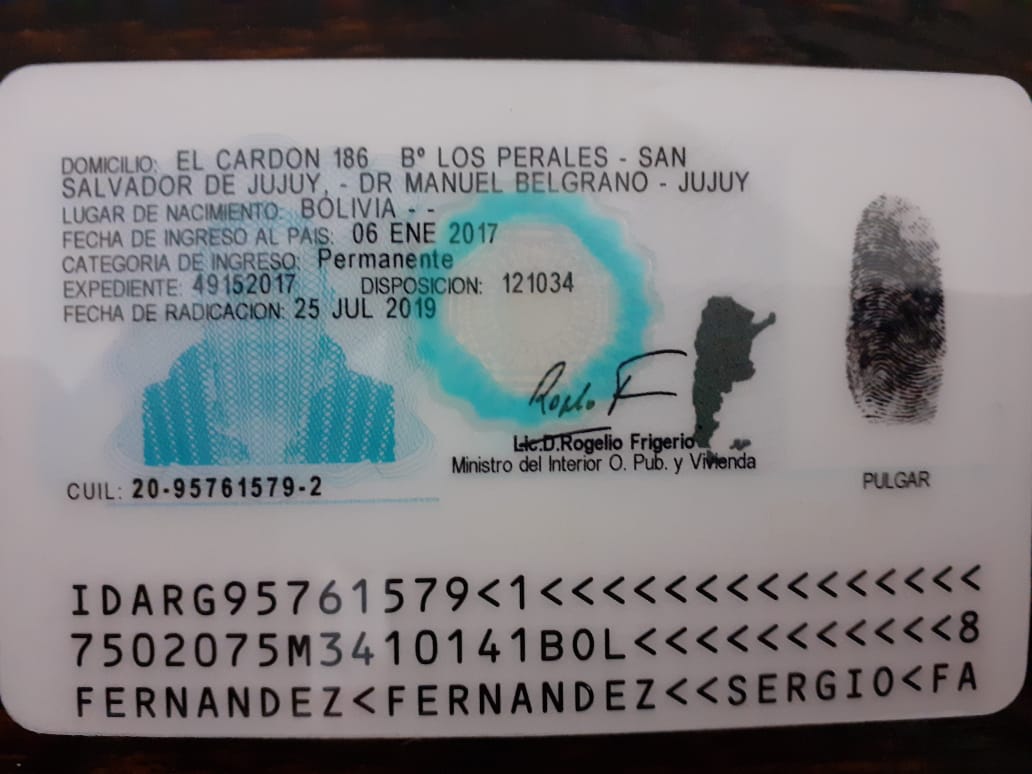 DOMICILIO: EL CARDON 186 Bº LOS PERALES - SAN
SALVADOR DE JUJUY, - DR MANUEL BELGRANO - JUJUY
LUGAR DE NACIMIENTO: BOLIVIA - -
FECHA DE INGRESO AL PAIS: 06 ENE 2017
CATEGORIA DE INGRESO: Permanente
EXPEDIENTE: 49152017 DISPOSICION: 121034
FECHA DE RADICACION: 25 JUL 2019
Lic.D.Rogelio Frigerio
Ministro del Interior O. Pub. y Vivienda
CUIL: 20-95761579-2
PULGAR
IDARG95761579<1<<<<<<<<<<<<<<<
7502075M3410141BOL<<<<<<<<<<<8
FERNANDEZ<FERNANDEZ<<SERGIO<FA